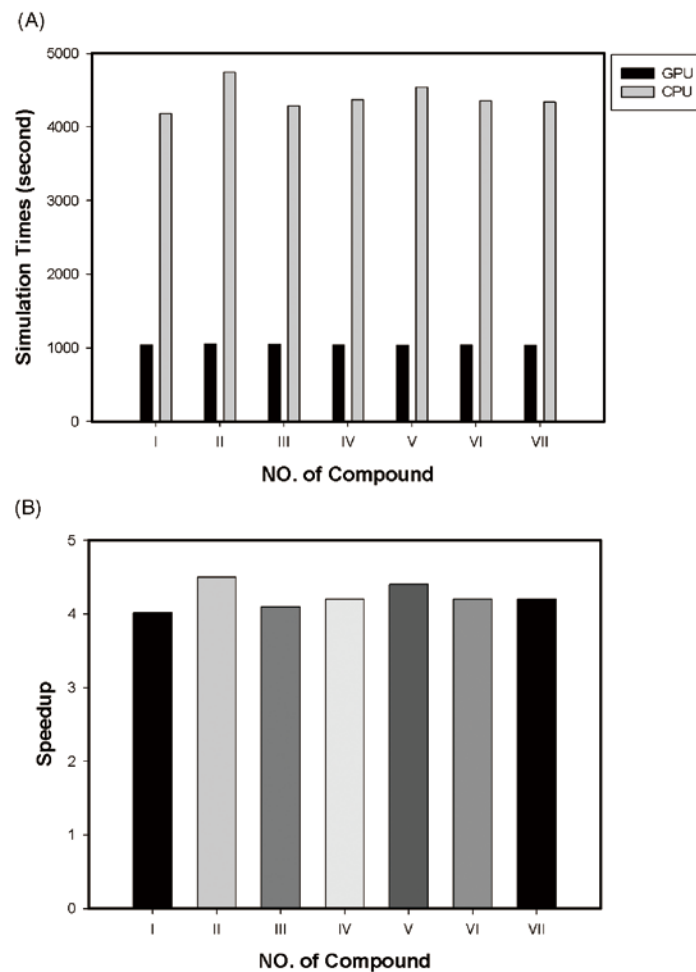 (A)
5000
4000
3000
2000
1000
0
Simulation Times (second)
I II III IV V VI VII
NO. of Compound
GPU
CPU
(B)
5
4
3
2
1
0
Speedup
I II III IV V VI VII
NO. of Compound